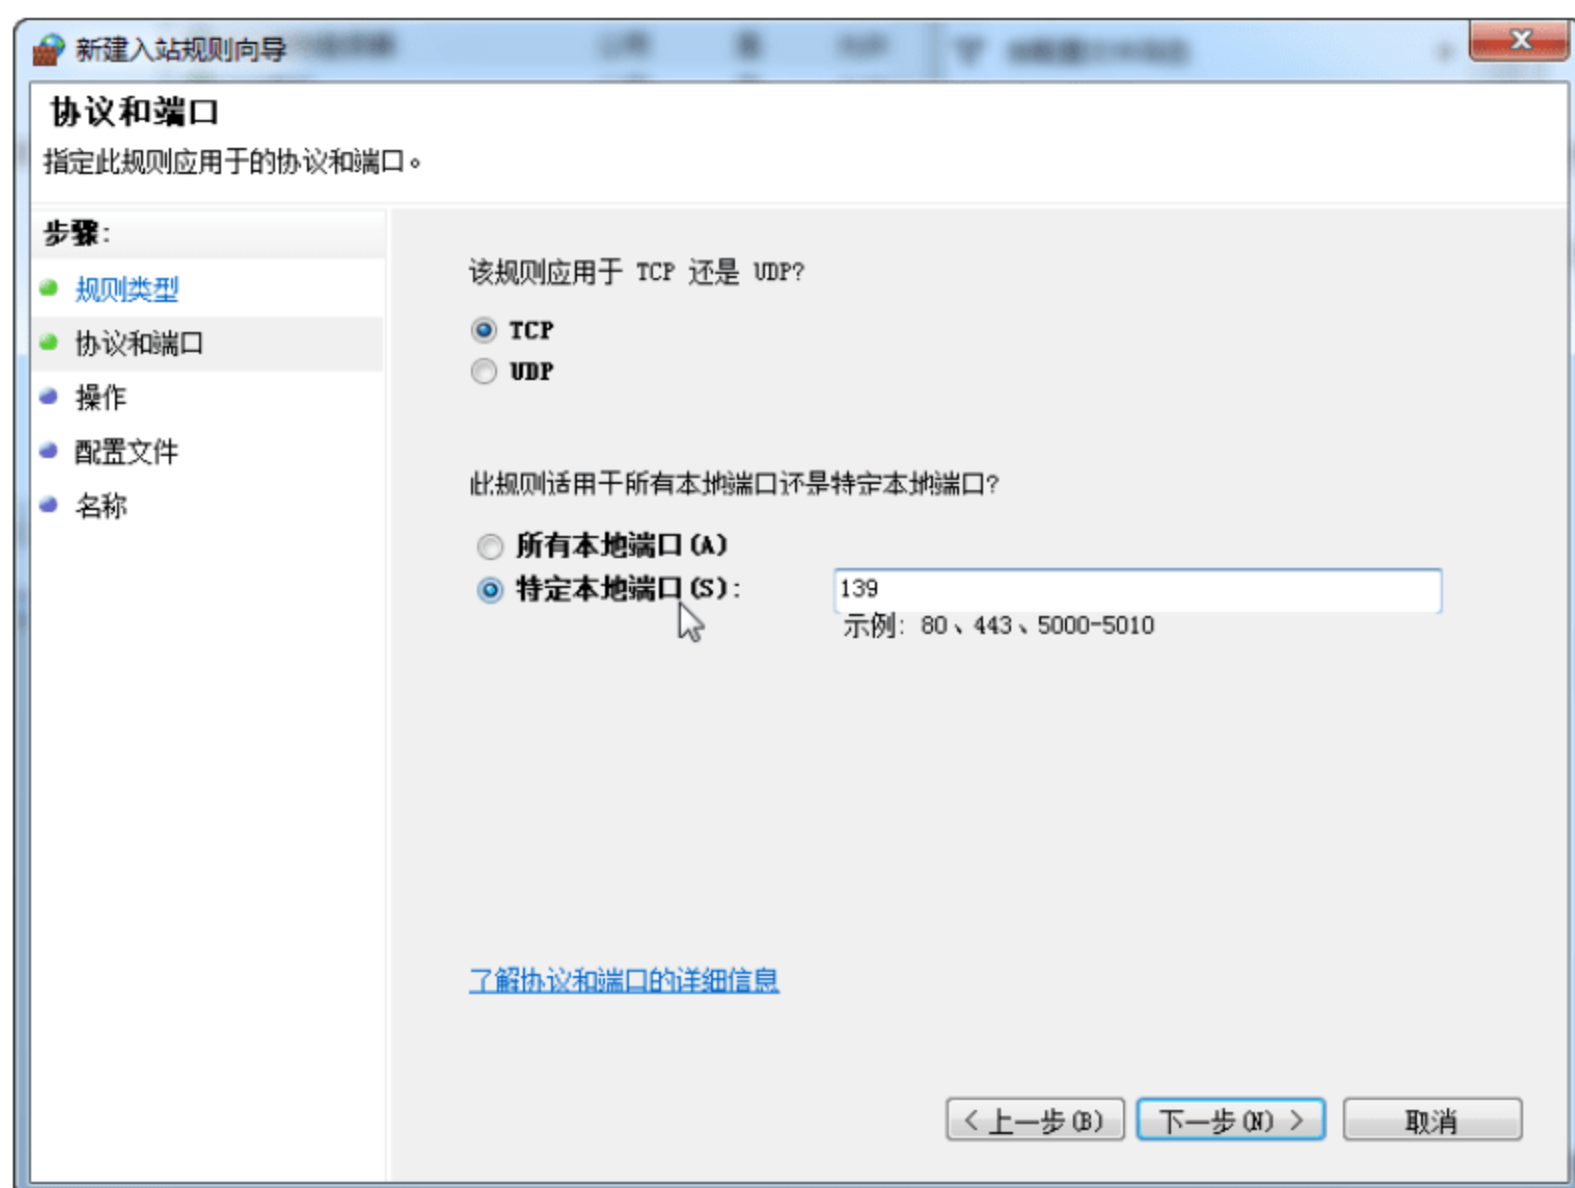 新建入站规则向导
协议和端口
指定此规则应用于的协议和端口。
步骤:
规则类型
协议和端口
操作
配置文件
名称
该规则应用于 TCP 还是 UDP?
TCP
UDP
此规则适用于所有本地端口还是特定本地端口?
所有本地端口(A)
特定本地端口(S): 139
示例: 80、443、5000-5010
了解协议和端口的详细信息
< 上一步(B) 下一步(N) > 取消